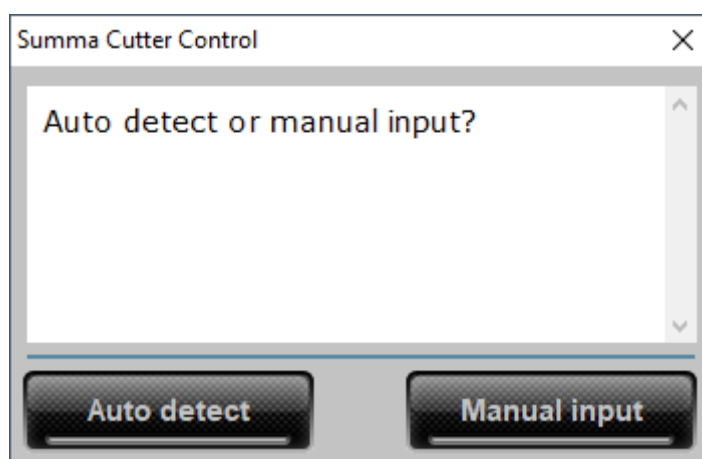 Summa Cutter Control
Auto detect or manual input?
Auto detect
Manual input